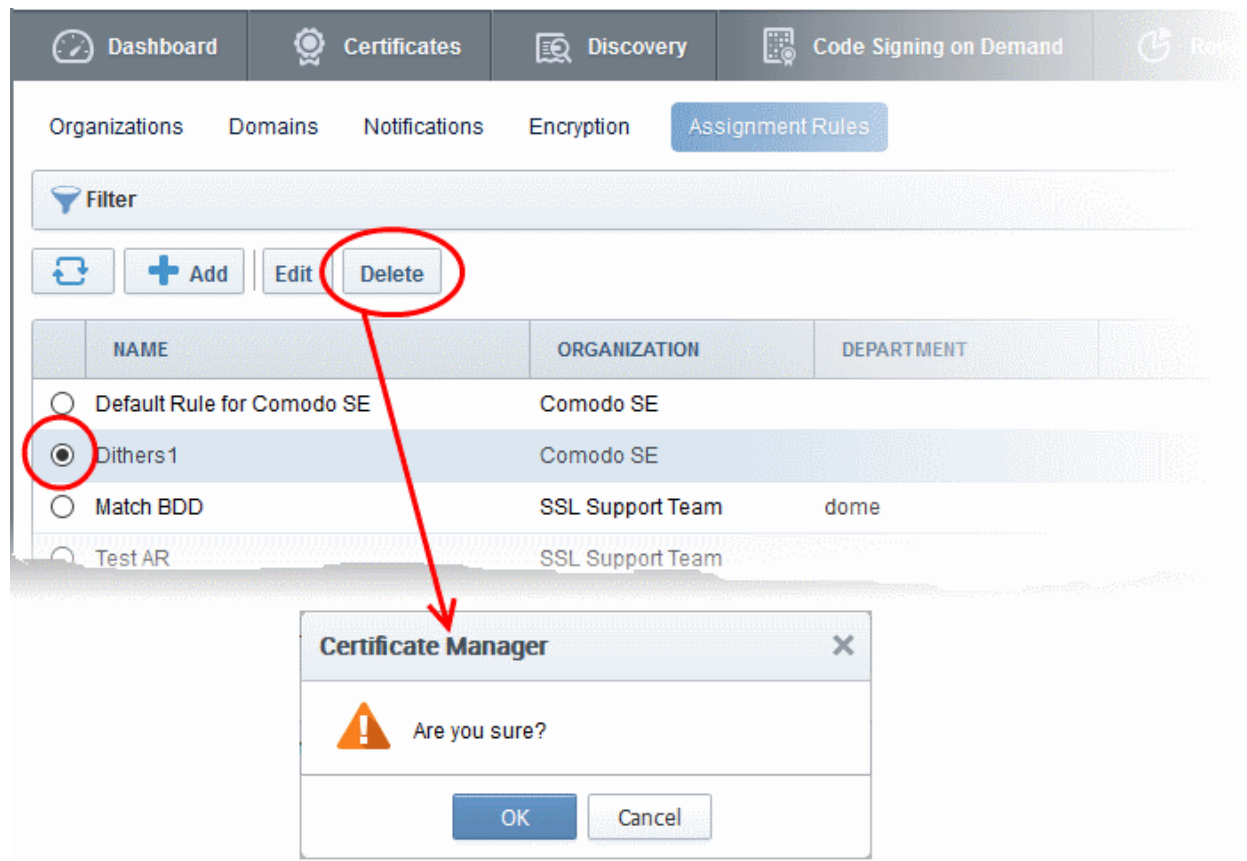 Dashboard Certificates Discovery Code Signing on Demand
Organizations Domains Notifications Encryption Assignment Rules
Filter
Add Edit Delete
NAME ORGANIZATION DEPARTMENT
Default Rule for Comodo SE Comodo SE
Dithers1 Comodo SE
Match BDD SSL Support Team dome
Test AR SSL Support Team
Certificate Manager
Are you sure?
OK Cancel